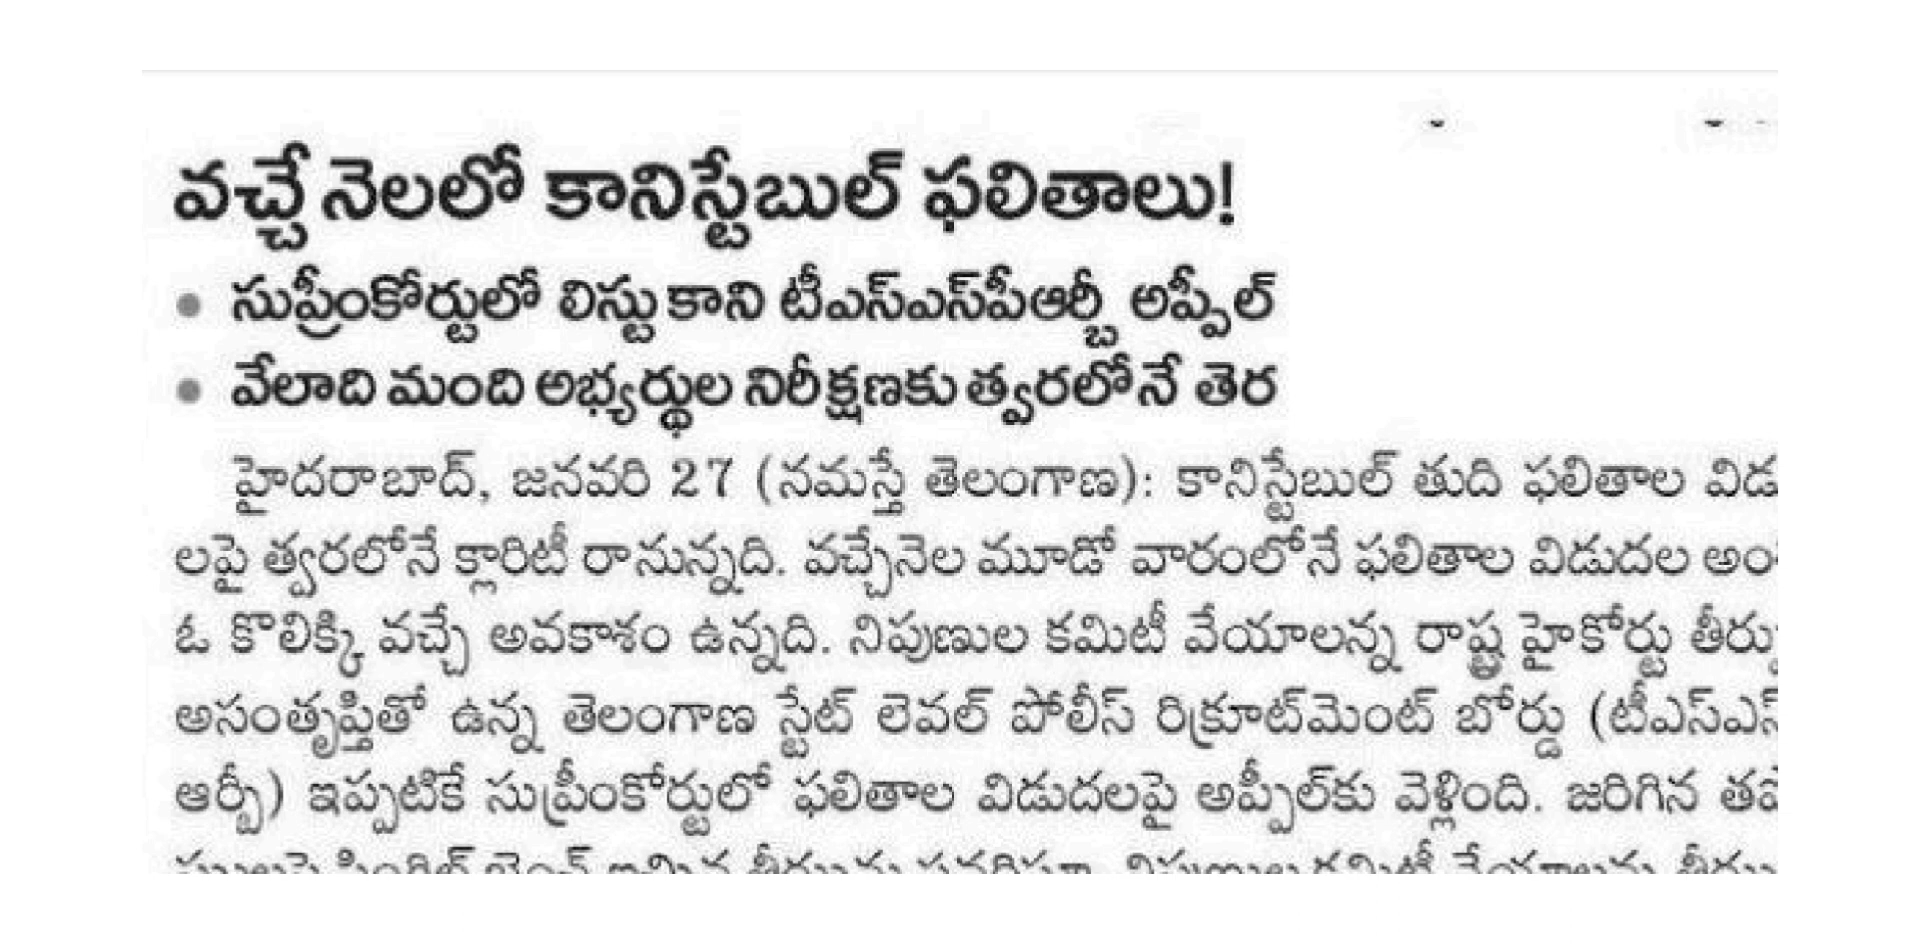 వచ్చే నెలలో కానిస్టేబుల్ ఫలితాలు!
• సుప్రీంకోర్టులో లిస్టు కాని టీఎస్ఎస్‌పీఆర్బీ అప్పీల్
• వేలాది మంది అభ్యర్థుల నిరీక్షణకు త్వరలోనే తెర
హైదరాబాద్, జనవరి 27 (నమస్తే తెలంగాణ): కానిస్టేబుల్ తుది ఫలితాల విడ
లపై త్వరలోనే క్లారిటీ రానున్నది. వచ్చేనెల మూడో వారంలోనే ఫలితాల విడుదల
ఓ కొలిక్కి వచ్చే అవకాశం ఉన్నది. నిపుణుల కమిటీ వేయాలన్న రాష్ట్ర హైకోర్టు
అసంతృప్తితో ఉన్న తెలంగాణ స్టేట్ లెవల్ పోలీస్ రిక్రూట్‌మెంట్ బోర్డు (టీఎస్ఎస్
ఆర్బీ) ఇప్పటికే సుప్రీంకోర్టులో ఫలితాల విడుదలపై అప్పీల్‌కు వెళ్లింది. జరిగిన